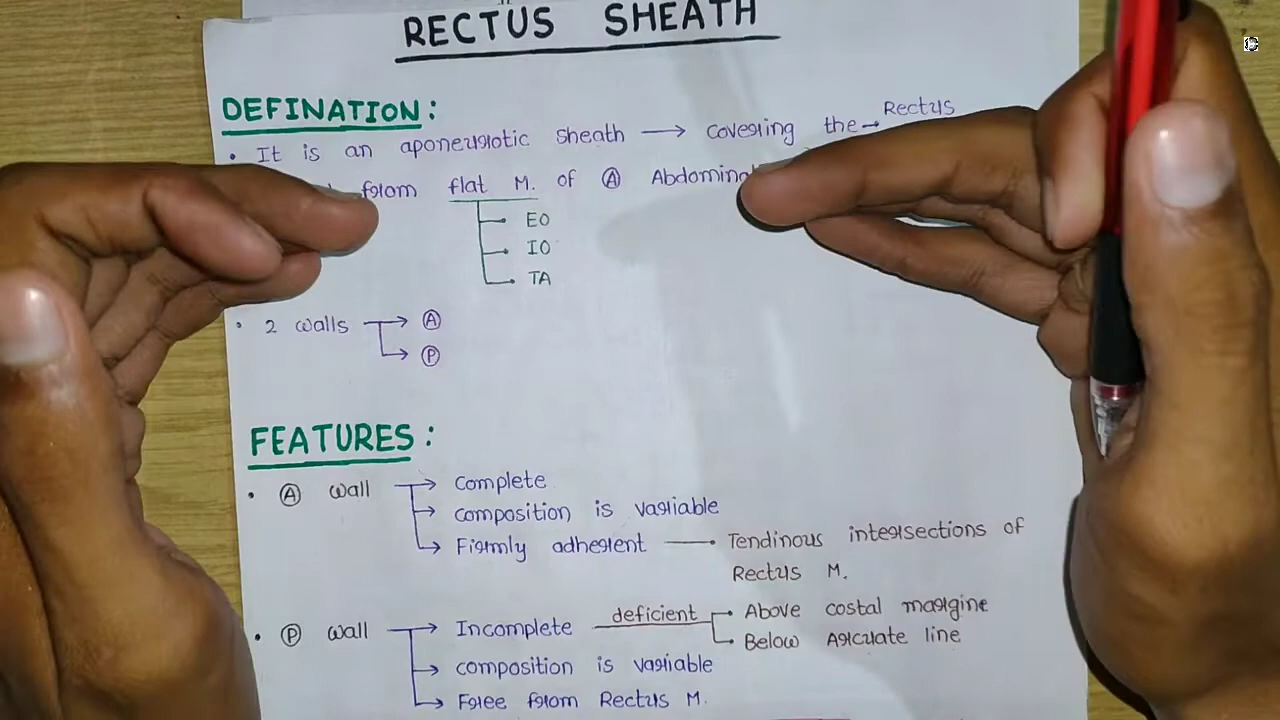 RECTUS SHEATH
DEFINATION :
• It is an aponeurotic sheath → covering the → Rectus
from flat M. of Ⓐ Abdominal
EO
IO
TA
• 2 walls → Ⓐ
→ Ⓟ
FEATURES :
• Ⓐ wall → complete
→ composition is variable
→ Firmly adherent — Tendinous intersections of
Rectus M.
• Ⓟ wall → Incomplete deficient Above costal margine
Below Arcuate line
→ composition is variable
→ Free from Rectus M.